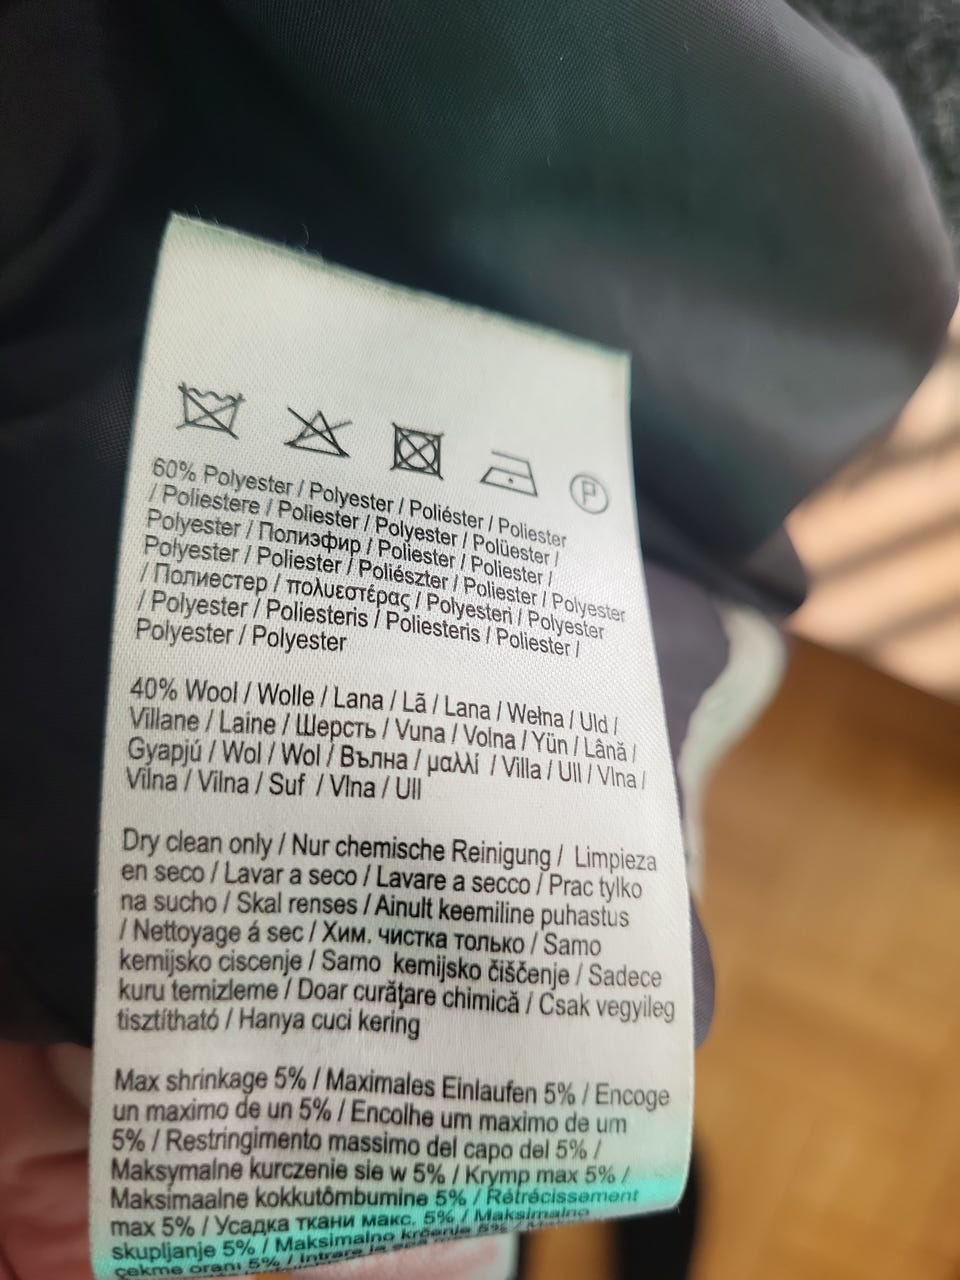 P
60% Polyester / Polyester / Poliéster / Poliester
/ Poliestere / Poliester / Polyester / Polüester /
Polyester / Полиэфир / Poliester / Poliester /
Polyester / Poliester / Poliészter / Poliester / Polyester
/ Полиестер / πολυεστέρας / Polyesteri / Polyester
/ Polyester / Poliesteris / Poliesteris / Poliester /
Polyester / Polyester
40% Wool / Wolle / Lana / Lã / Lana / Wełna / Uld /
Villane / Laine / Шерсть / Vuna / Volna / Yün / Lână /
Gyapjú / Wol / Wol / Вълна / μαλλί / Villa / Ull / Vlna /
Vilna / Vilna / Suf / Vlna / Ull
Dry clean only / Nur chemische Reinigung / Limpieza
en seco / Lavar a seco / Lavare a secco / Prac tylko
na sucho / Skal renses / Ainult keemiline puhastus
/ Nettoyage á sec / Хим. чистка только / Samo
kemijsko ciscenje / Samo kemijsko čiščenje / Sadece
kuru temizleme / Doar curăţare chimică / Csak vegyileg
tisztítható / Hanya cuci kering
Max shrinkage 5% / Maximales Einlaufen 5% / Encoge
un maximo de un 5% / Encolhe um maximo de um
5% / Restringimento massimo del capo del 5% /
Maksymalne kurczenie sie w 5% / Krymp max 5% /
Maksimaalne kokkutõmbumine 5% / Rétrécissement
max 5% / Усадка ткани макс. 5% / Maksimalno
skupljanje 5% / Maksimalno krčenje 5% /
çekme oranı 5% /